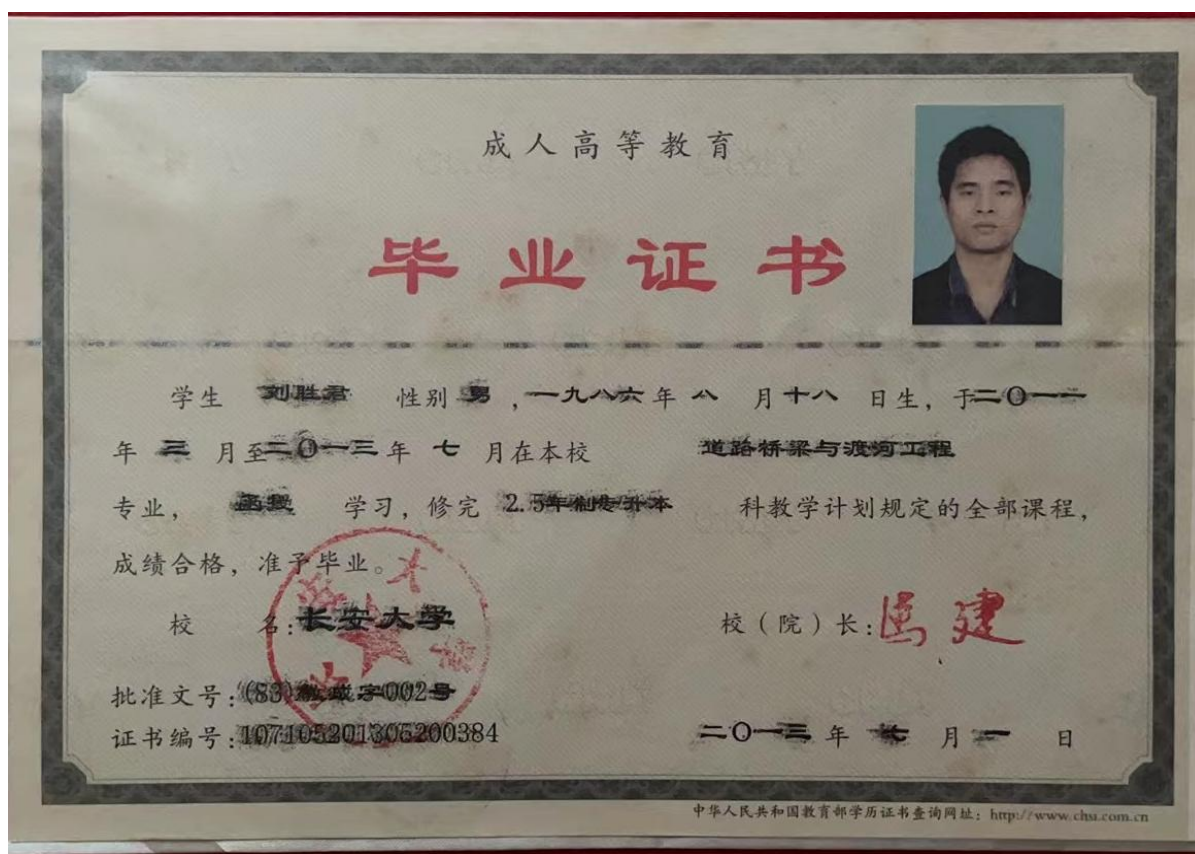 成人高等教育
毕业证书
学生 刘胜君 性别 男 ，一九八六年 八 月十八 日生，于二〇一一
年 三 月至二〇一三年 七 月在本校 道路桥梁与渡河工程
专业， 函授 学习，修完 2.5年制专升本 科教学计划规定的全部课程，
成绩合格，准予毕业。
校 名：长安大学 校（院）长：马建
批准文号：(83)教成字002号
证书编号：107105201305200384 二〇一三年 七 月 一 日
中华人民共和国教育部学历证书查询网址：http://www.chsi.com.cn